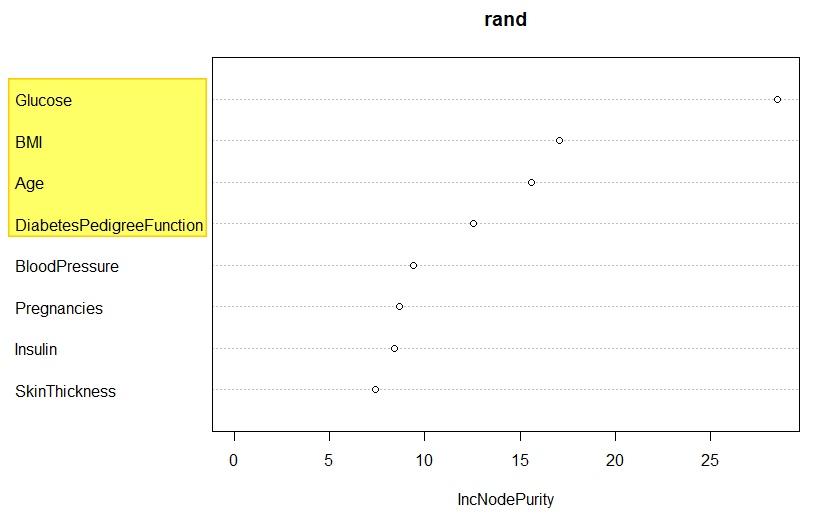 rand
Glucose
BMI
Age
DiabetesPedigreeFunction
BloodPressure
Pregnancies
Insulin
SkinThickness
0 5 10 15 20 25
IncNodePurity